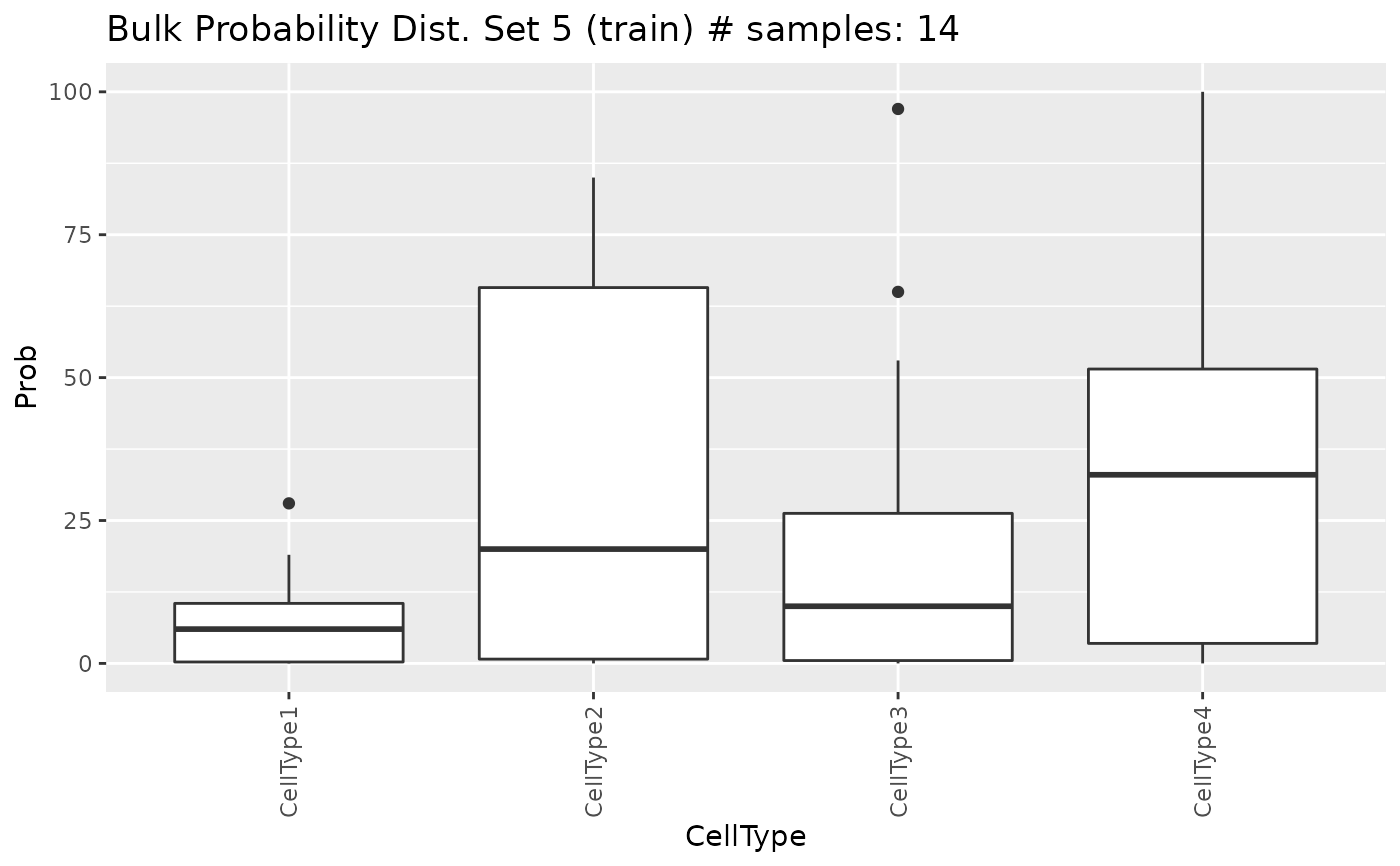 Bulk Probability Dist. Set 5 (train) # samples: 14
100
75
50
25
0
Prob
CellType1
CellType2
CellType3
CellType4
CellType